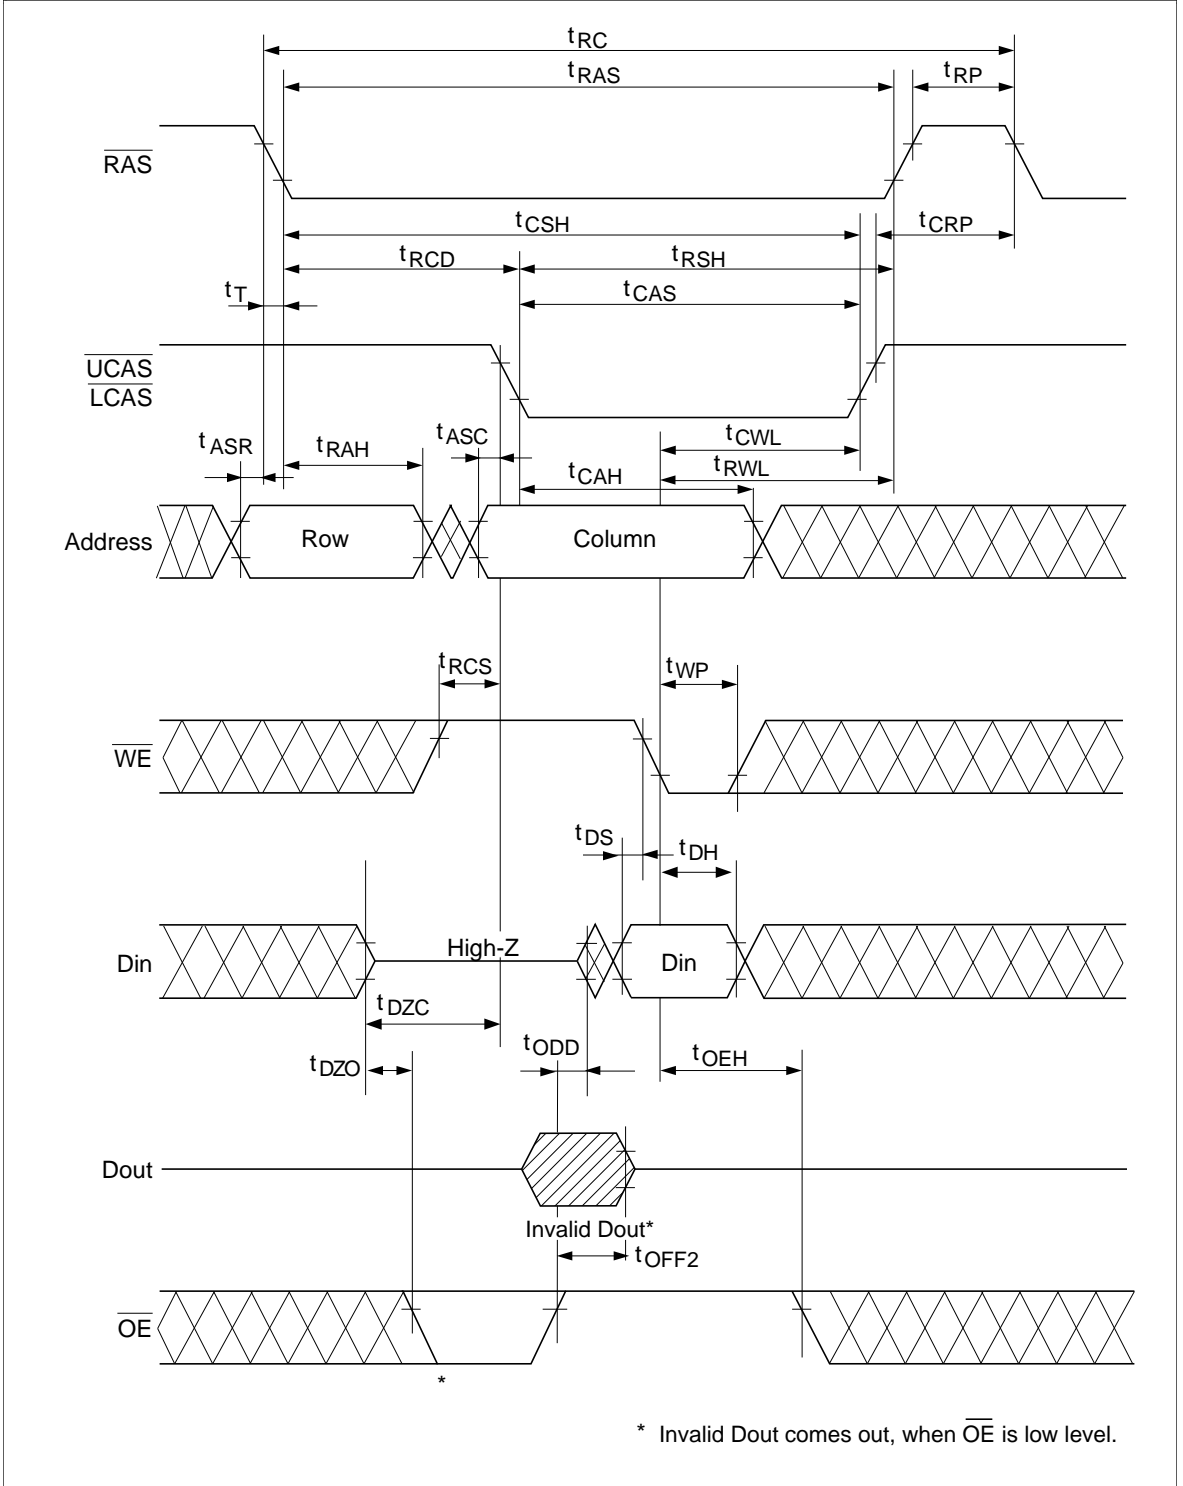 tRC
tRAS
tRP
RAS
tCSH
tCRP
tRCD
tRSH
tT
tCAS
UCAS
LCAS
tASR
tRAH
tASC
tCWL
tCAH
tRWL
Address
Row
Column
tRCS
tWP
WE
tDS
tDH
Din
High-Z
Din
tDZC
tODD
tOEH
tDZO
Dout
Invalid Dout*
tOFF2
OE
*
* Invalid Dout comes out, when OE is low level.